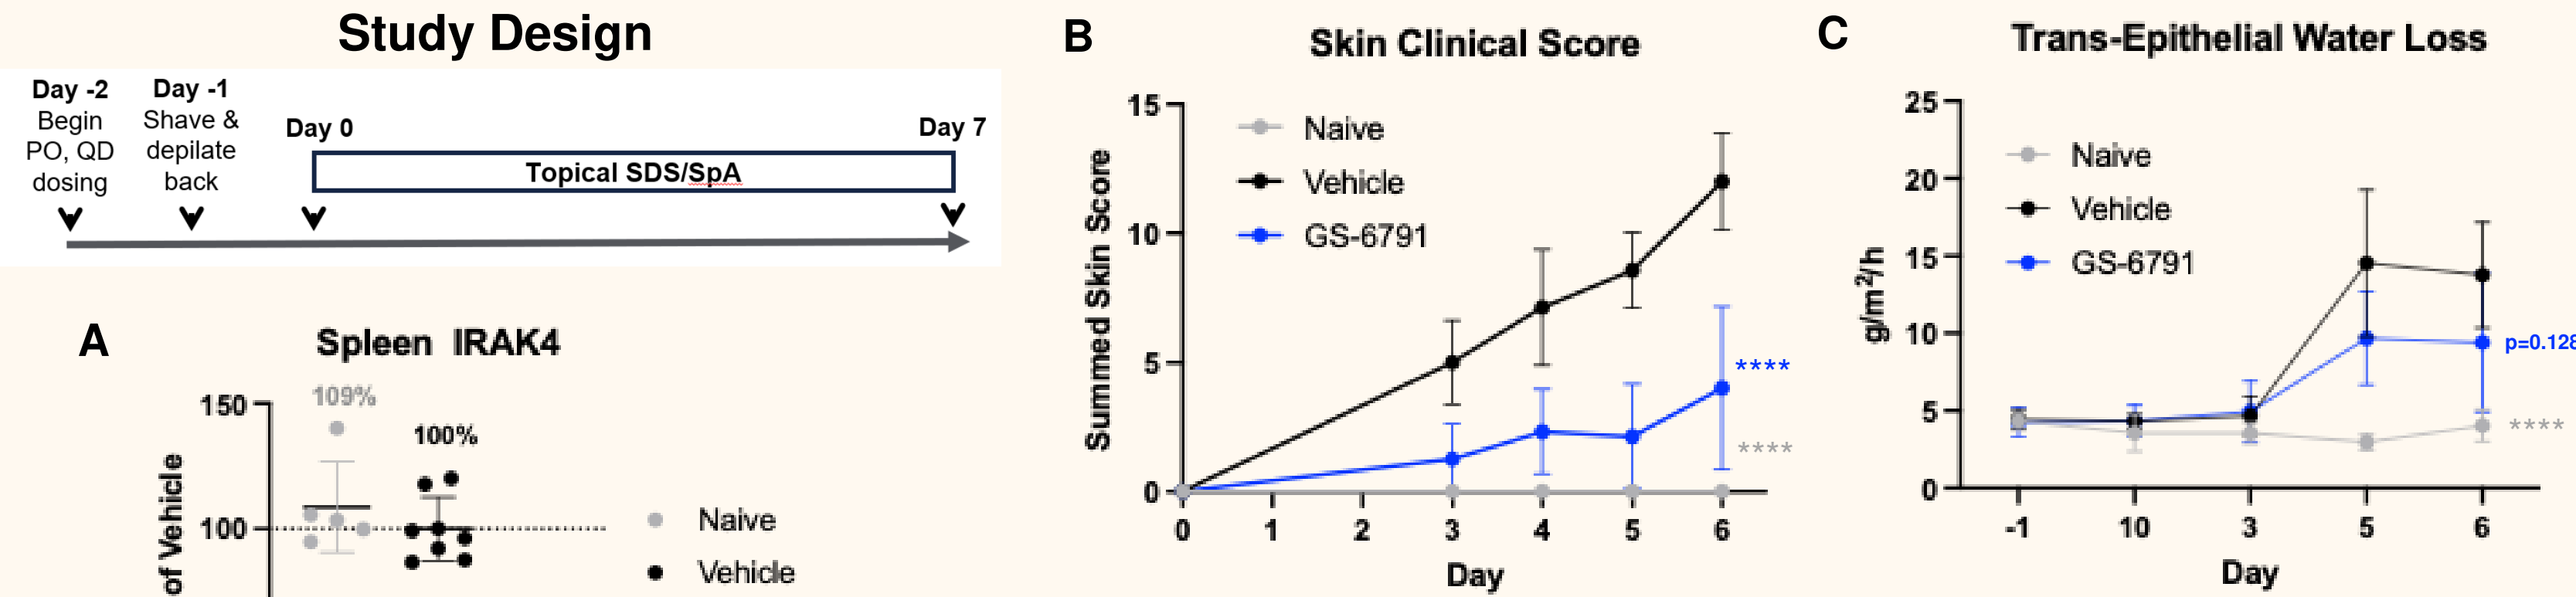 Study Design
Day -2
Begin
PO, QD
dosing
Day -1
Shave &
depilate
back
Day 0
Day 7
Topical SDS/SpA
A
Spleen IRAK4
109%
100%
150
100
of Vehicle
Naive
Vehicle
B
Skin Clinical Score
Summed Skin Score
15
10
5
0
Naive
Vehicle
GS-6791
****
****
0 1 2 3 4 5 6
Day
C
Trans-Epithelial Water Loss
g/m²/h
25
20
15
10
5
0
Naive
Vehicle
GS-6791
p=0.128
****
-1 10 3 5 6
Day